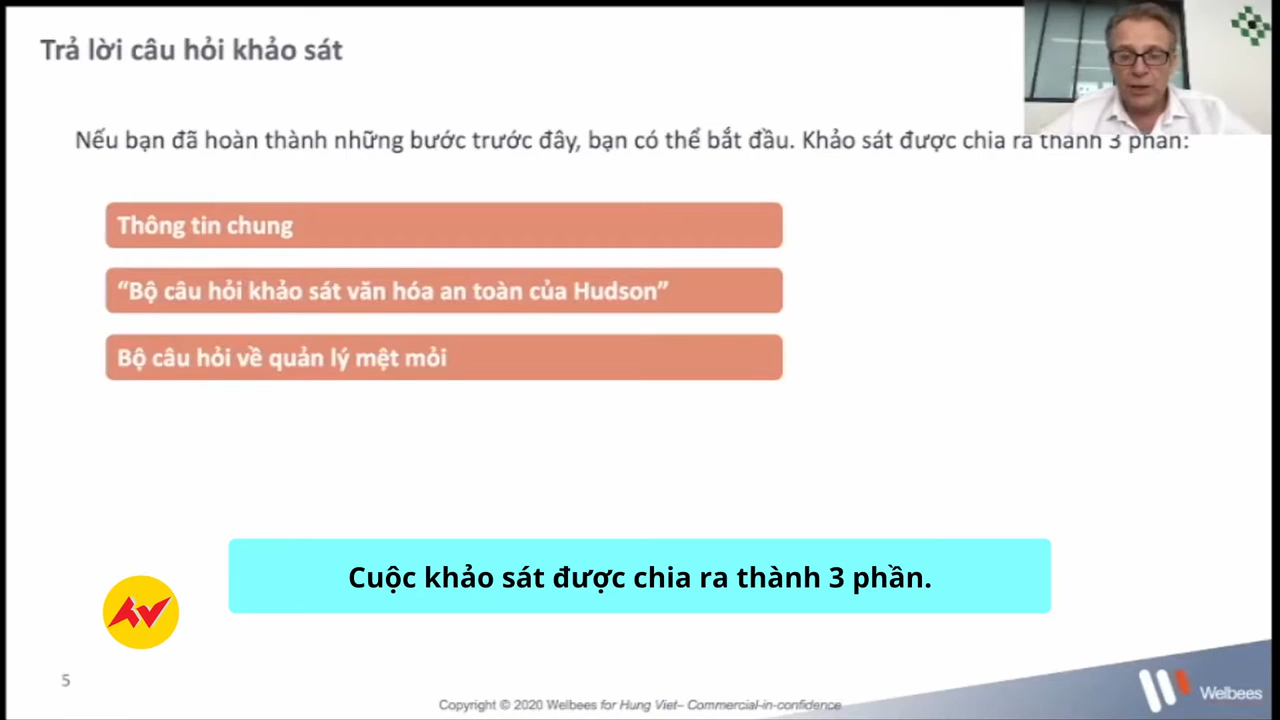 Trả lời câu hỏi khảo sát
Nếu bạn đã hoàn thành những bước trước đây, bạn có thể bắt đầu. Khảo sát được chia ra thành 3 phần:
Thông tin chung
“Bộ câu hỏi khảo sát văn hóa an toàn của Hudson”
Bộ câu hỏi về quản lý mệt mỏi
Cuộc khảo sát được chia ra thành 3 phần.
AV
5
Copyright © 2020 Welbees for Hung Viet– Commercial-in-confidence
Welbees